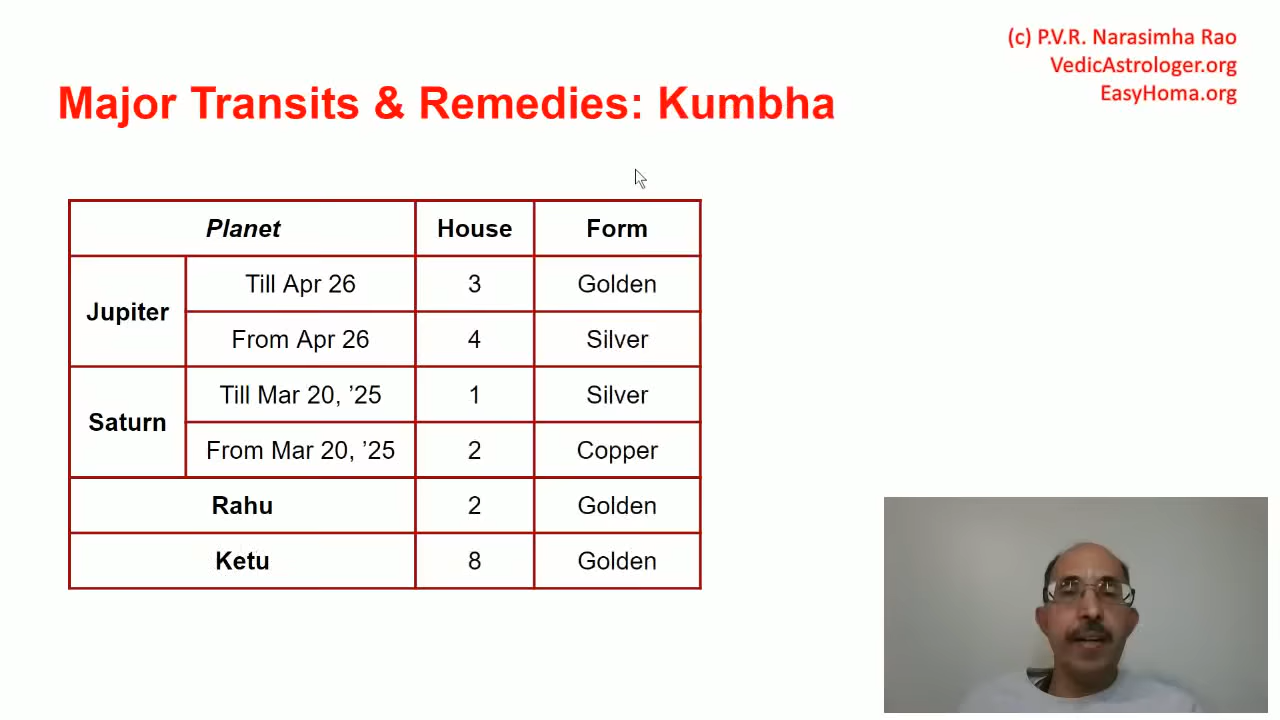 (c) P.V.R. Narasimha Rao
VedicAstrologer.org
EasyHoma.org
Major Transits & Remedies: Kumbha
Planet House Form
Jupiter
Till Apr 26 3 Golden
From Apr 26 4 Silver
Saturn
Till Mar 20, ’25 1 Silver
From Mar 20, ’25 2 Copper
Rahu 2 Golden
Ketu 8 Golden